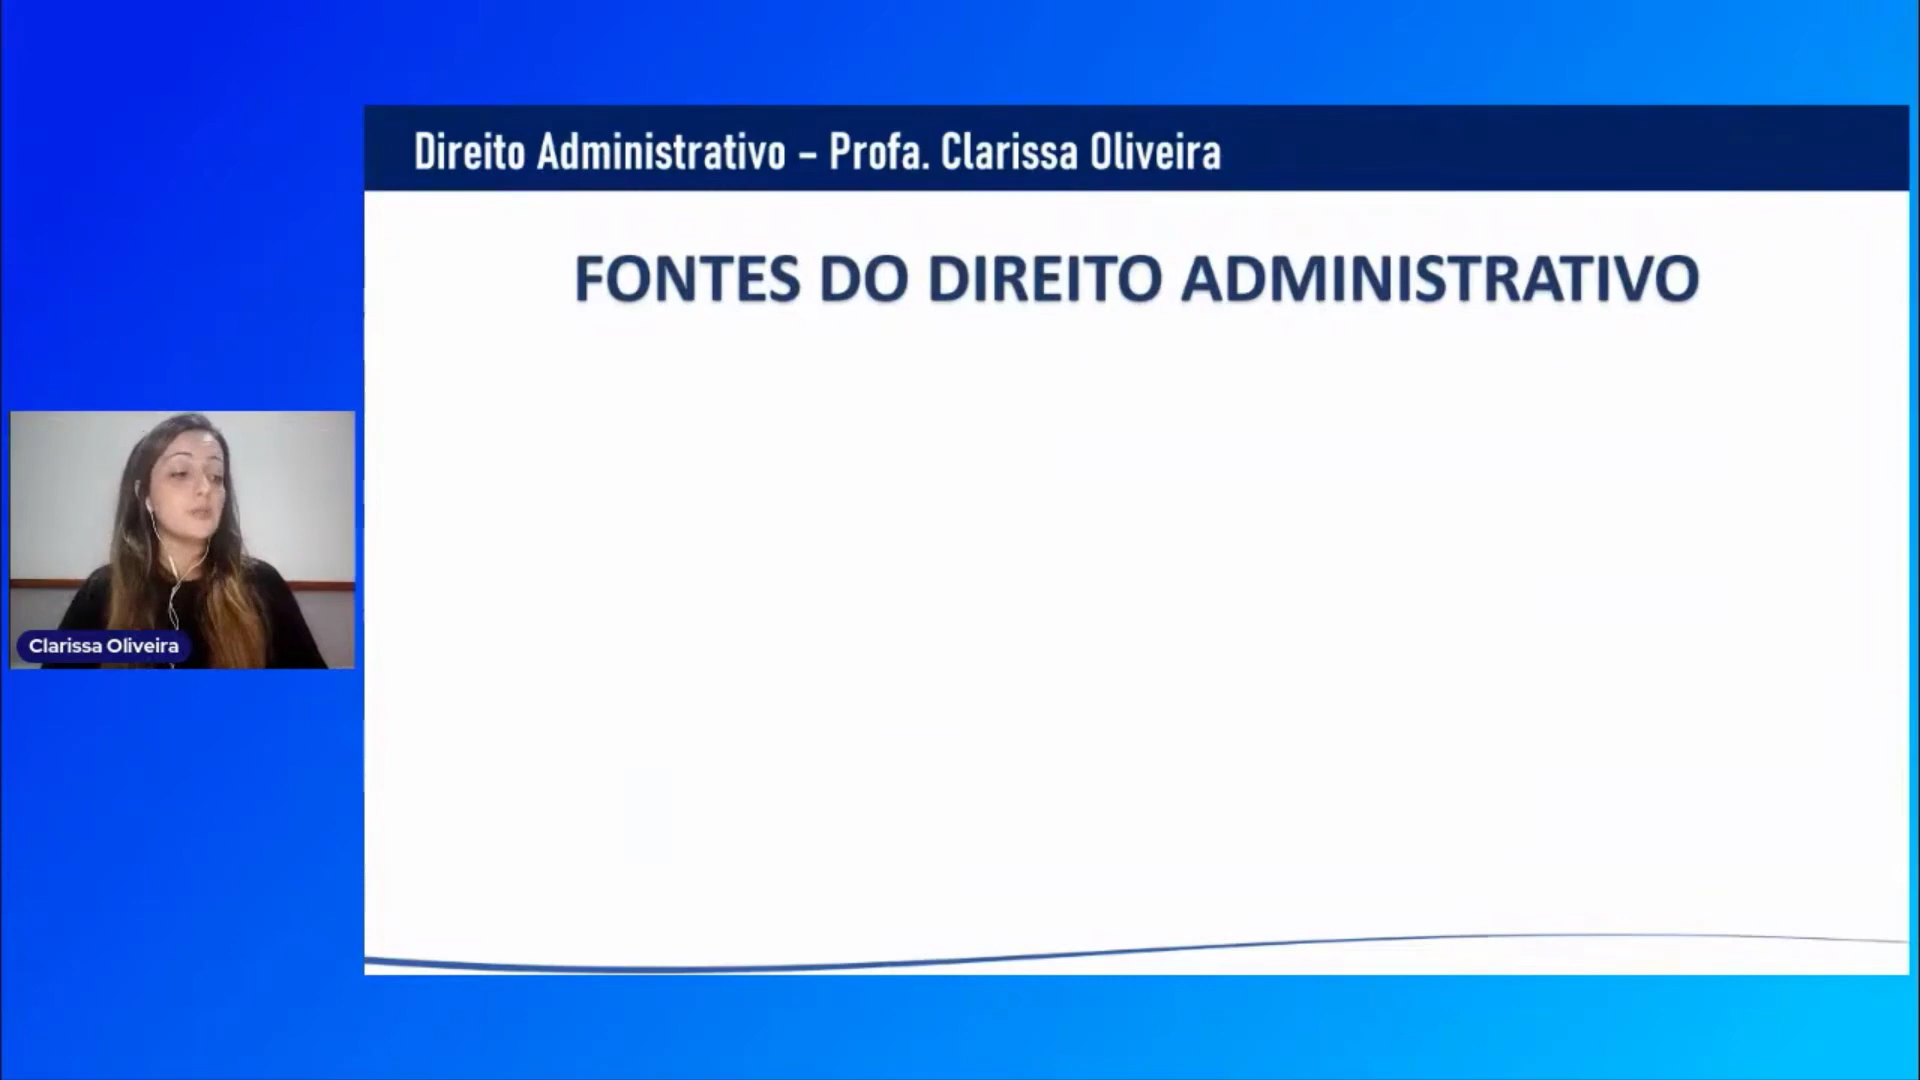 Direito Administrativo – Profa. Clarissa Oliveira
FONTES DO DIREITO ADMINISTRATIVO
Clarissa Oliveira